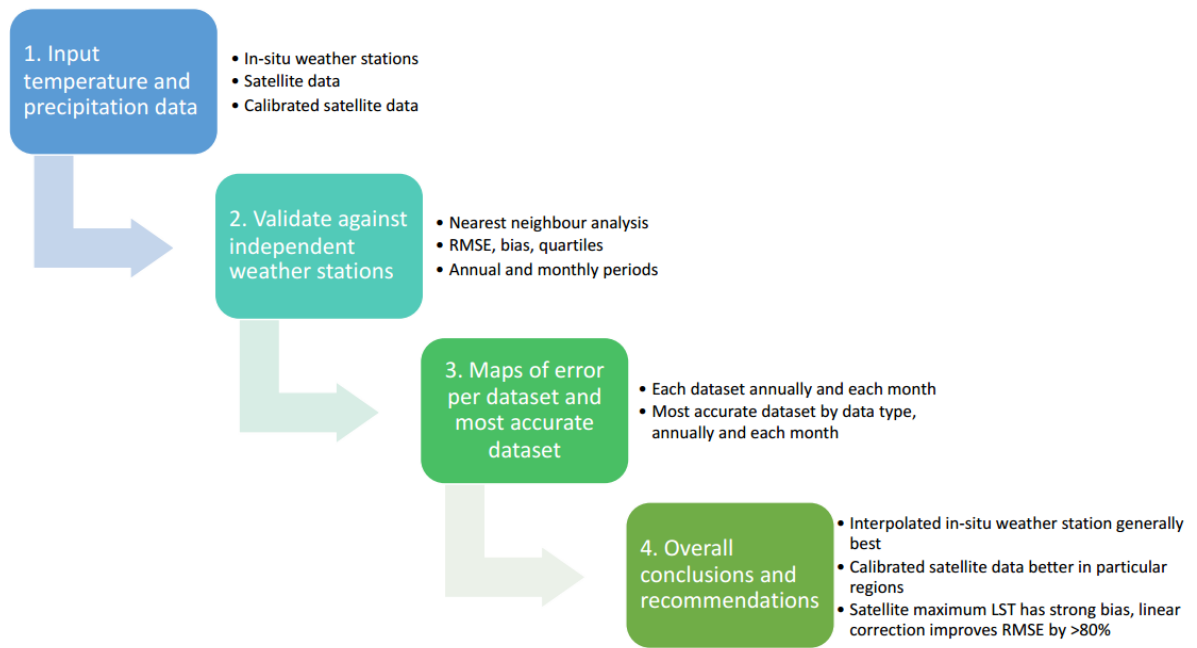 1. Input
temperature and
precipitation data
• In-situ weather stations
• Satellite data
• Calibrated satellite data
2. Validate against
independent
weather stations
• Nearest neighbour analysis
• RMSE, bias, quartiles
• Annual and monthly periods
3. Maps of error
per dataset and
most accurate
dataset
• Each dataset annually and each month
• Most accurate dataset by data type,
annually and each month
4. Overall
conclusions and
recommendations
• Interpolated in-situ weather station generally
best
• Calibrated satellite data better in particular
regions
• Satellite maximum LST has strong bias, linear
correction improves RMSE by >80%